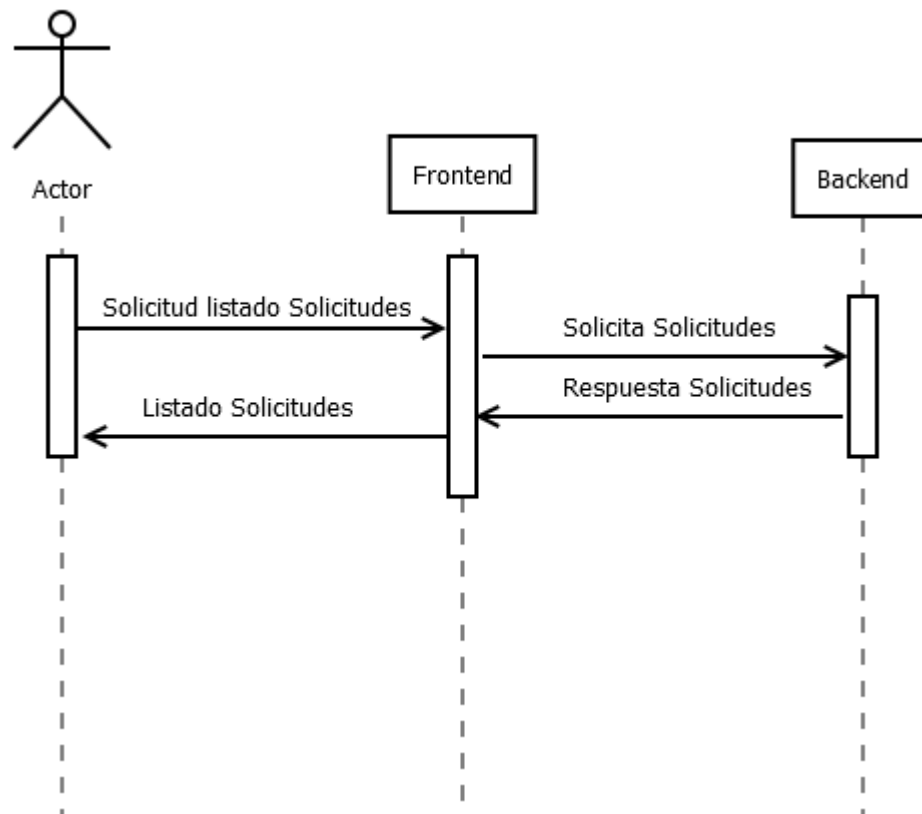 Actor
Frontend
Backend
Solicitud listado Solicitudes
Solicita Solicitudes
Respuesta Solicitudes
Listado Solicitudes